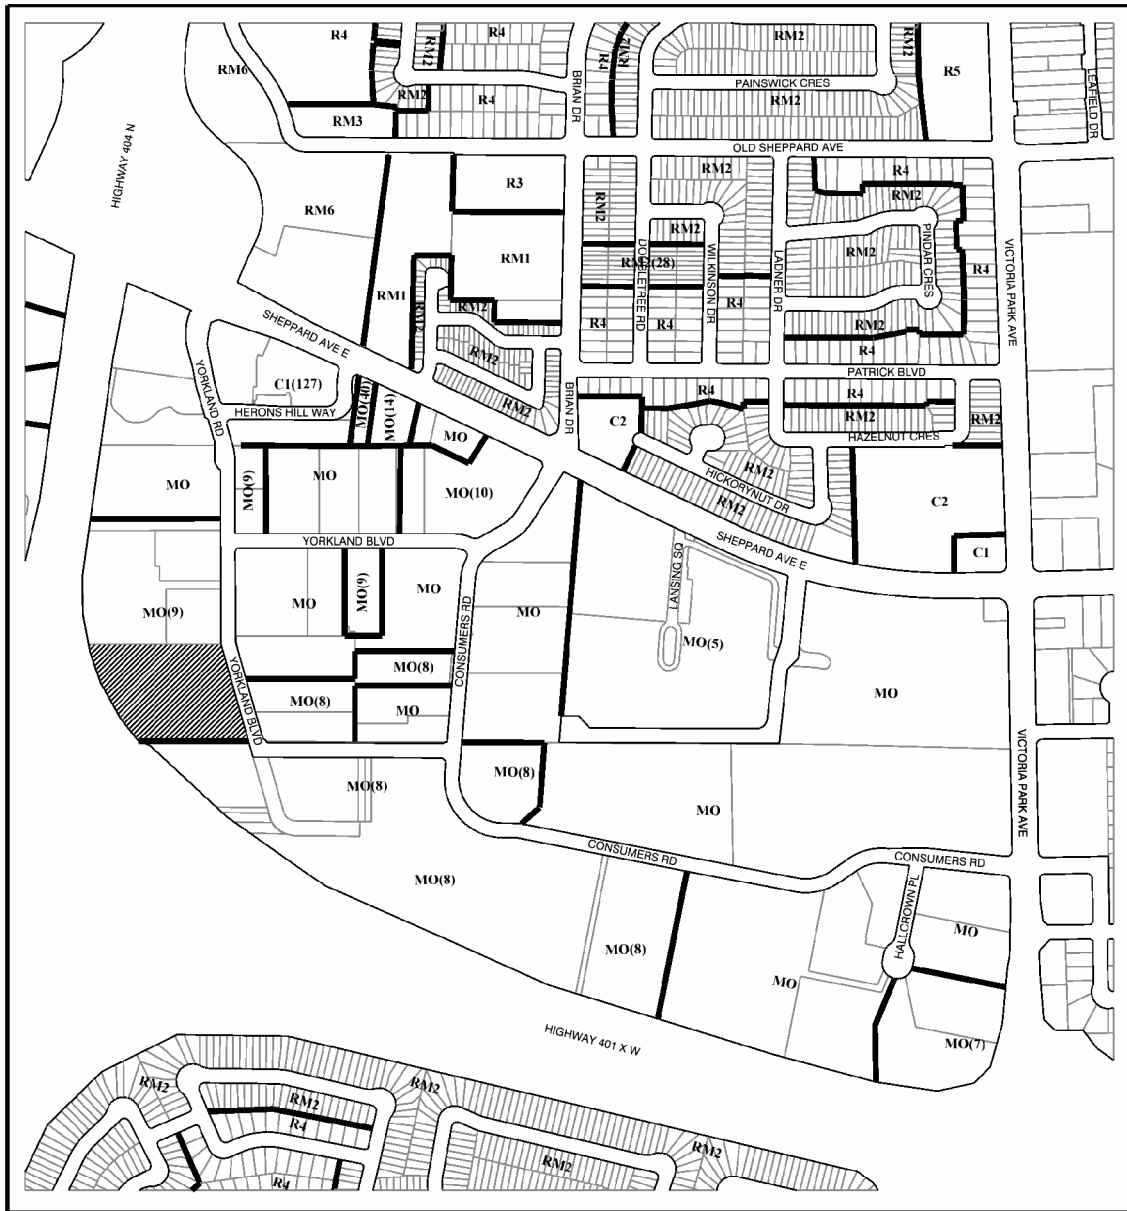 R4
RM2
R4
BRIAN DR
R4
RM2
RM2
RM2
R5
LEAFIELD DR
RM6
RM2
R4
PAINSWICK CRES
RM2
RM3
OLD SHEPPARD AVE
HIGHWAY 404 N
R3
RM2
RM2
R4
RM2
RM6
RM2
PINDAR CRES
RM1
DOUBLETREE RD
RM2(28)
WILKINSON DR
LADNER DR
RM2
VICTORIA PARK AVE
R4
RM1
RM2
RM2
R4
R4
R4
RM2
SHEPPARD AVE E
RM2
R4
YORKLAND RD
C1(127)
PATRICK BLVD
RM2
BRIAN DR
R4
R4
HERONS HILL WAY
MO(40)
MO(14)
MO
C2
RM2
RM2
HAZELNUT CRES
MO
MO(9)
MO
MO(10)
HICKORYNUT DR
RM2
RM2
C2
YORKLAND BLVD
SHEPPARD AVE E
C1
MO(9)
MO
MO(9)
MO
CONSUMERS RD
MO
LANSING SQ
MO(5)
MO(8)
YORKLAND BLVD
MO(8)
MO
MO
VICTORIA PARK AVE
MO(8)
MO(8)
MO
CONSUMERS RD
CONSUMERS RD
MO(8)
HALLCROWN PL
MO(8)
MO
MO
HIGHWAY 401 X W
MO(7)
RM2
RM2
RM2
R4
RM2
RM2
R4